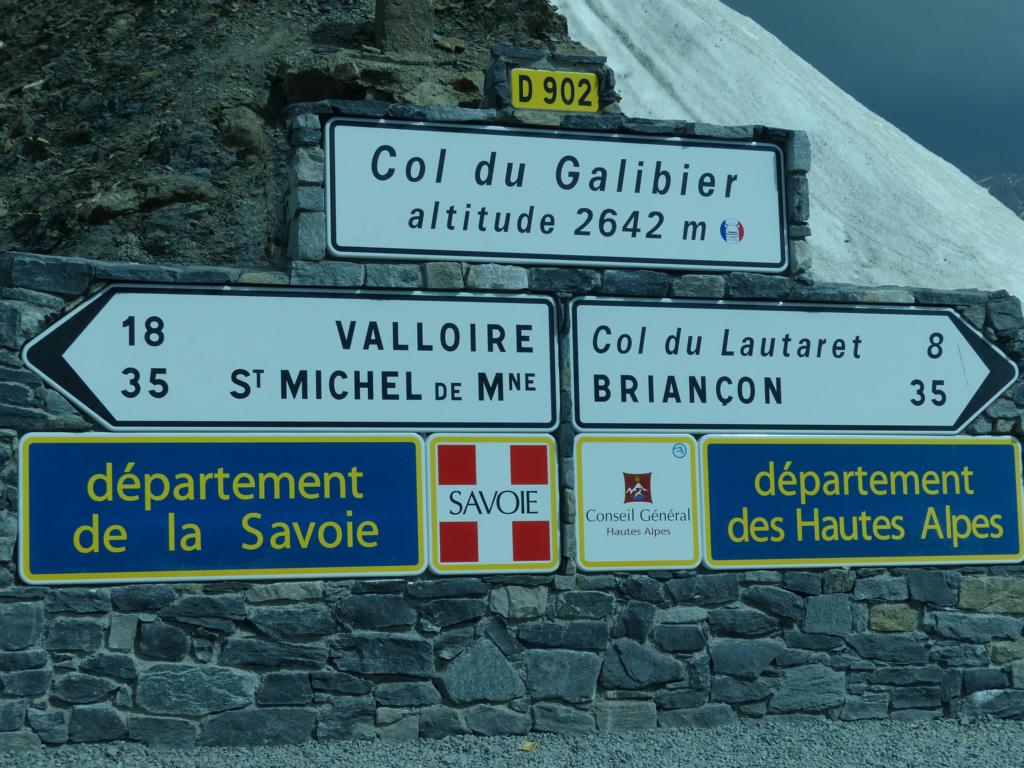 D 902
Col du Galibier
altitude 2642 m
18 VALLOIRE
35 Sᵀ MICHEL DE Mᴺᴱ
Col du Lautaret 8
BRIANÇON 35
département
de la Savoie
SAVOIE
Conseil Général
Hautes Alpes
département
des Hautes Alpes